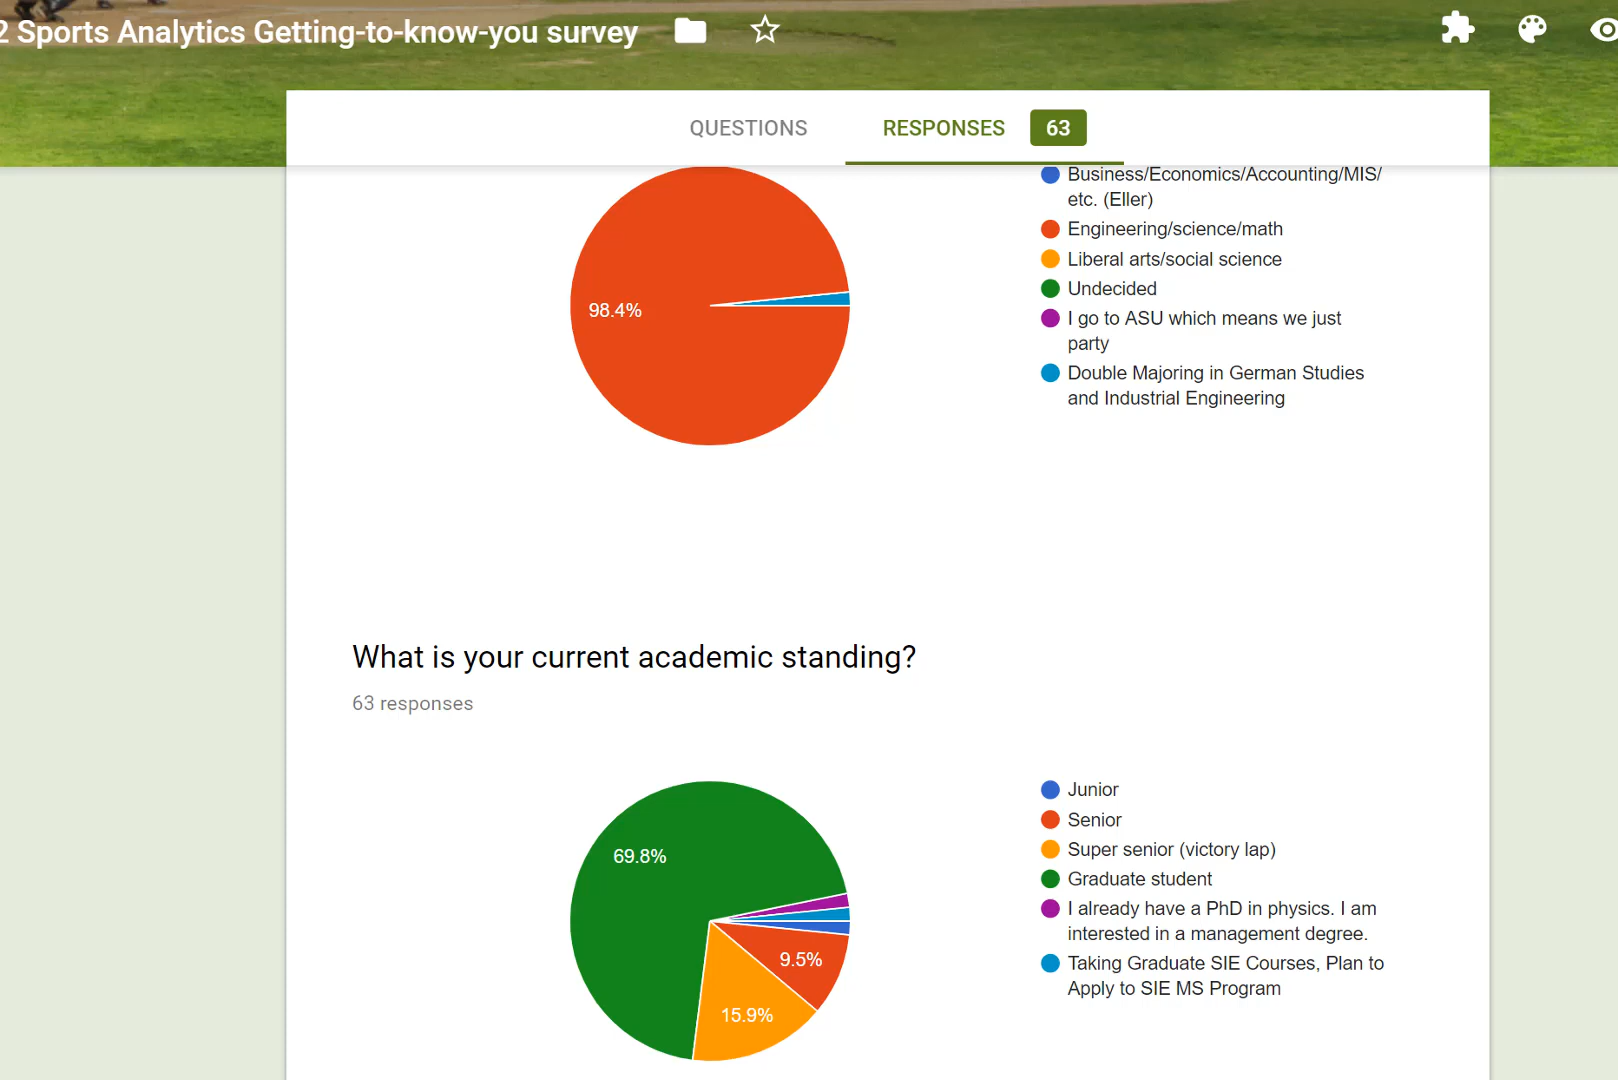 2 Sports Analytics Getting-to-know-you survey
QUESTIONS
RESPONSES 63
98.4%
Business/Economics/Accounting/MIS/
etc. (Eller)
Engineering/science/math
Liberal arts/social science
Undecided
I go to ASU which means we just
party
Double Majoring in German Studies
and Industrial Engineering
What is your current academic standing?
63 responses
69.8%
9.5%
15.9%
Junior
Senior
Super senior (victory lap)
Graduate student
I already have a PhD in physics. I am
interested in a management degree.
Taking Graduate SIE Courses, Plan to
Apply to SIE MS Program